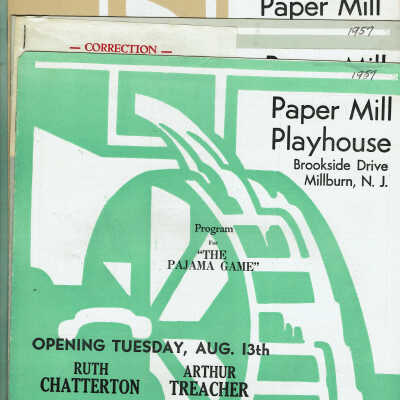 Paper Mill
1957
— CORRECTION —
1957
Paper Mill
Playhouse
Brookside Drive
Millburn, N. J.
Program
For
"THE
PAJAMA GAME"
OPENING TUESDAY, AUG. 13th
RUTH ARTHUR
CHATTERTON TREACHER